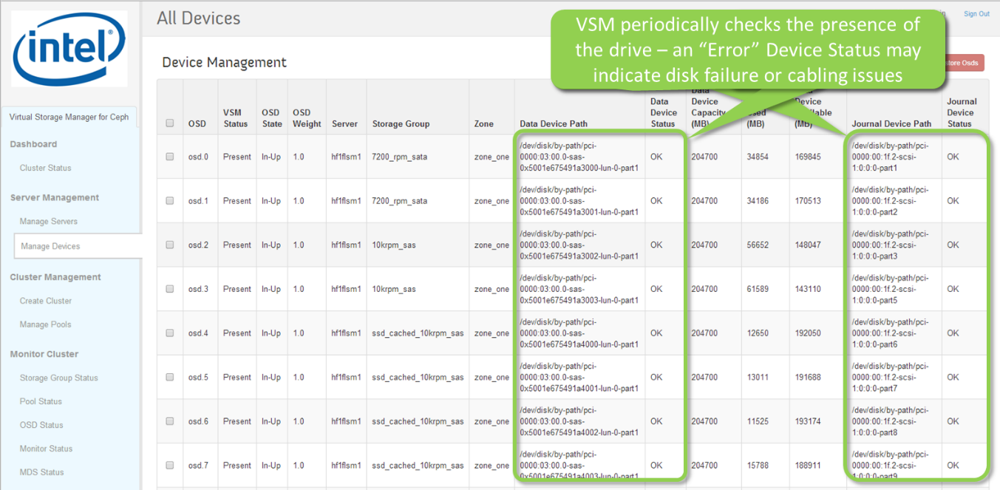 intel®
All Devices
Sign Out
VSM periodically checks the presence of
the drive – an “Error” Device Status may
indicate disk failure or cabling issues
Device Management
tore Osds
Virtual Storage Manager for Ceph
Dashboard
Cluster Status
Server Management
Manage Servers
Manage Devices
Cluster Management
Create Cluster
Manage Pools
Monitor Cluster
Storage Group Status
Pool Status
OSD Status
Monitor Status
MDS Status
OSD
VSM
Status
OSD
State
OSD
Weight
Server
Storage Group
Zone
Data Device Path
Data
Device
Status
Data
Device
Capacity
(MB)
(MB)
Device
(MB)
Journal Device Path
Journal
Device
Status
osd.0 Present In-Up 1.0 hf1flsm1 7200_rpm_sata zone_one
/dev/disk/by-path/pci-
0000:03:00.0-sas-
0x5001e675491a3000-lun-0-part1
OK 204700 34854 169845
/dev/disk/by-path/pci-
0000:00:1f.2-scsi-
1:0:0:0-part1
OK
osd.1 Present In-Up 1.0 hf1flsm1 7200_rpm_sata zone_one
/dev/disk/by-path/pci-
0000:03:00.0-sas-
0x5001e675491a3001-lun-0-part1
OK 204700 34186 170513
/dev/disk/by-path/pci-
0000:00:1f.2-scsi-
1:0:0:0-part2
OK
osd.2 Present In-Up 1.0 hf1flsm1 10krpm_sas zone_one
/dev/disk/by-path/pci-
0000:03:00.0-sas-
0x5001e675491a3002-lun-0-part1
OK 204700 56652 148047
/dev/disk/by-path/pci-
0000:00:1f.2-scsi-
1:0:0:0-part3
OK
osd.3 Present In-Up 1.0 hf1flsm1 10krpm_sas zone_one
/dev/disk/by-path/pci-
0000:03:00.0-sas-
0x5001e675491a3003-lun-0-part1
OK 204700 61589 143110
/dev/disk/by-path/pci-
0000:00:1f.2-scsi-
1:0:0:0-part5
OK
osd.4 Present In-Up 1.0 hf1flsm1 ssd_cached_10krpm_sas zone_one
/dev/disk/by-path/pci-
0000:03:00.0-sas-
0x5001e675491a4000-lun-0-part1
OK 204700 12650 192050
/dev/disk/by-path/pci-
0000:00:1f.2-scsi-
1:0:0:0-part6
OK
osd.5 Present In-Up 1.0 hf1flsm1 ssd_cached_10krpm_sas zone_one
/dev/disk/by-path/pci-
0000:03:00.0-sas-
0x5001e675491a4001-lun-0-part1
OK 204700 13011 191688
/dev/disk/by-path/pci-
0000:00:1f.2-scsi-
1:0:0:0-part7
OK
osd.6 Present In-Up 1.0 hf1flsm1 ssd_cached_10krpm_sas zone_one
/dev/disk/by-path/pci-
0000:03:00.0-sas-
0x5001e675491a4002-lun-0-part1
OK 204700 11525 193174
/dev/disk/by-path/pci-
0000:00:1f.2-scsi-
1:0:0:0-part8
OK
osd.7 Present In-Up 1.0 hf1flsm1 ssd_cached_10krpm_sas zone_one
/dev/disk/by-path/pci-
0000:03:00.0-sas-
0x5001e675491a4003-lun-0-part1
OK 204700 15788 188911
/dev/disk/by-path/pci-
0000:00:1f.2-scsi-
1:0:0:0-part9
OK